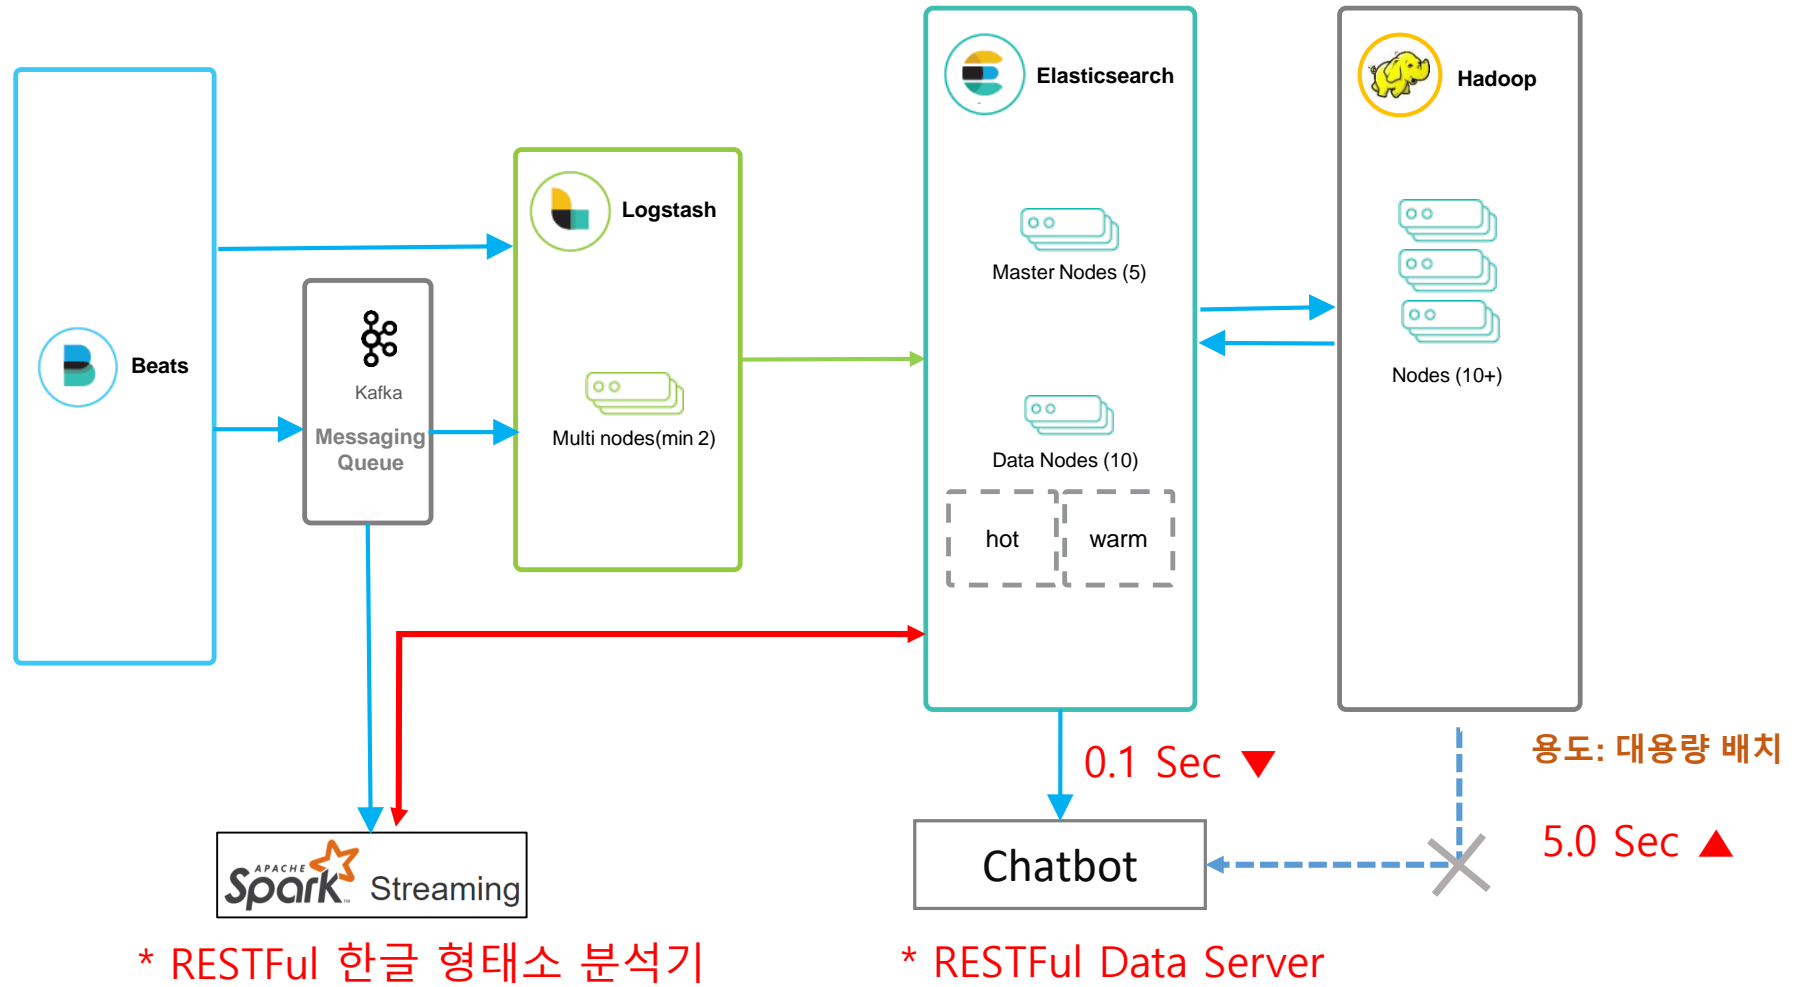 Elasticsearch
Hadoop
Logstash
Master Nodes (5)
Beats
Kafka
Messaging
Queue
Multi nodes(min 2)
Data Nodes (10)
Nodes (10+)
hot
warm
0.1 Sec ▼
용도: 대용량 배치
5.0 Sec ▲
APACHE
Spark
Streaming
Chatbot
* RESTFul 한글 형태소 분석기
* RESTFul Data Server